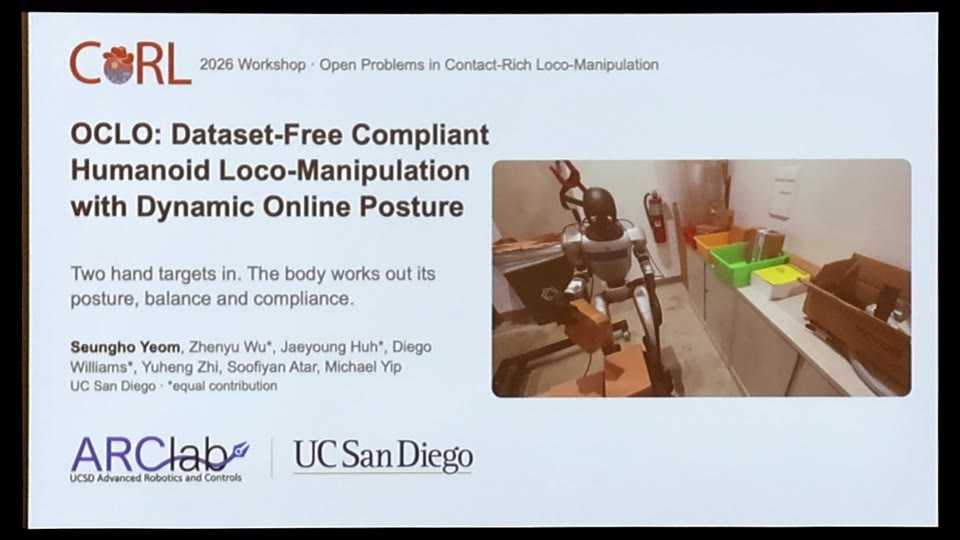 CORL
2026 Workshop · Open Problems in Contact-Rich Loco-Manipulation
OCLO: Dataset-Free Compliant
Humanoid Loco-Manipulation
with Dynamic Online Posture
Two hand targets in. The body works out its
posture, balance and compliance.
Seungho Yeom, Zhenyu Wu*, Jaeyoung Huh*, Diego
Williams*, Yuheng Zhi, Soofiyan Atar, Michael Yip
UC San Diego · *equal contribution
ARClab
UCSD Advanced Robotics and Controls
UC San Diego